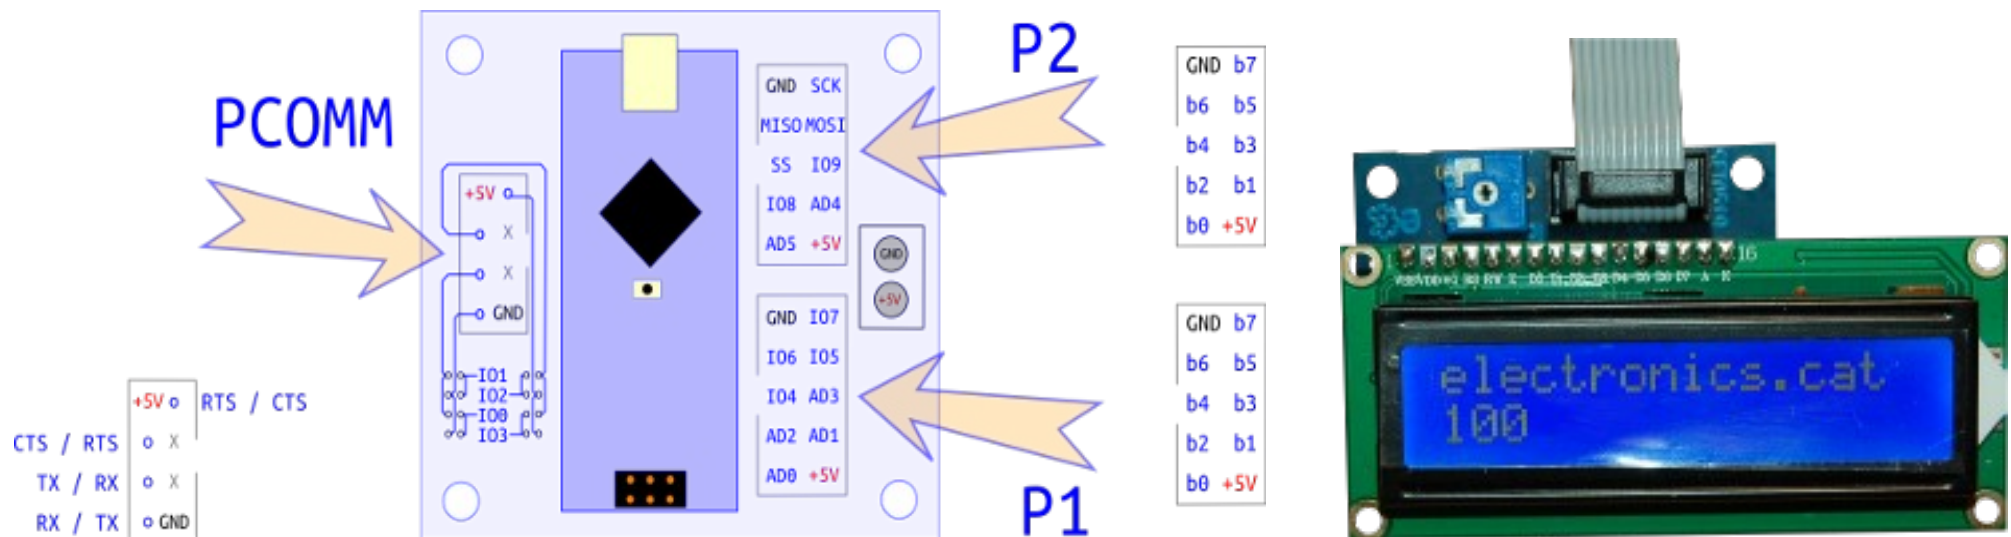 PCOMM
+5V
X
X
GND
IO1
IO2
IO0
IO3
+5V RTS / CTS
CTS / RTS X
TX / RX X
RX / TX GND
GND SCK
MISO MOSI
SS IO9
IO8 AD4
AD5 +5V
GND
+5V
GND IO7
IO6 IO5
IO4 AD3
AD2 AD1
AD0 +5V
P2
P1
GND b7
b6 b5
b4 b3
b2 b1
b0 +5V
GND b7
b6 b5
b4 b3
b2 b1
b0 +5V
16
electronics.cat
100